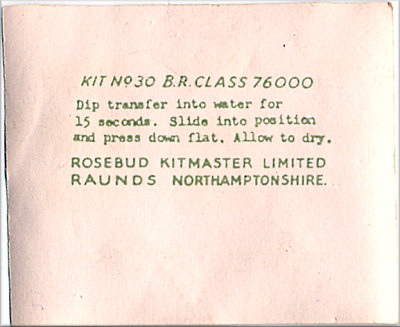 KIT Nº30 B.R. CLASS 76000
Dip transfer into water for
15 seconds. Slide into position
and press down flat. Allow to dry.
ROSEBUD KITMASTER LIMITED
RAUNDS NORTHAMPTONSHIRE.